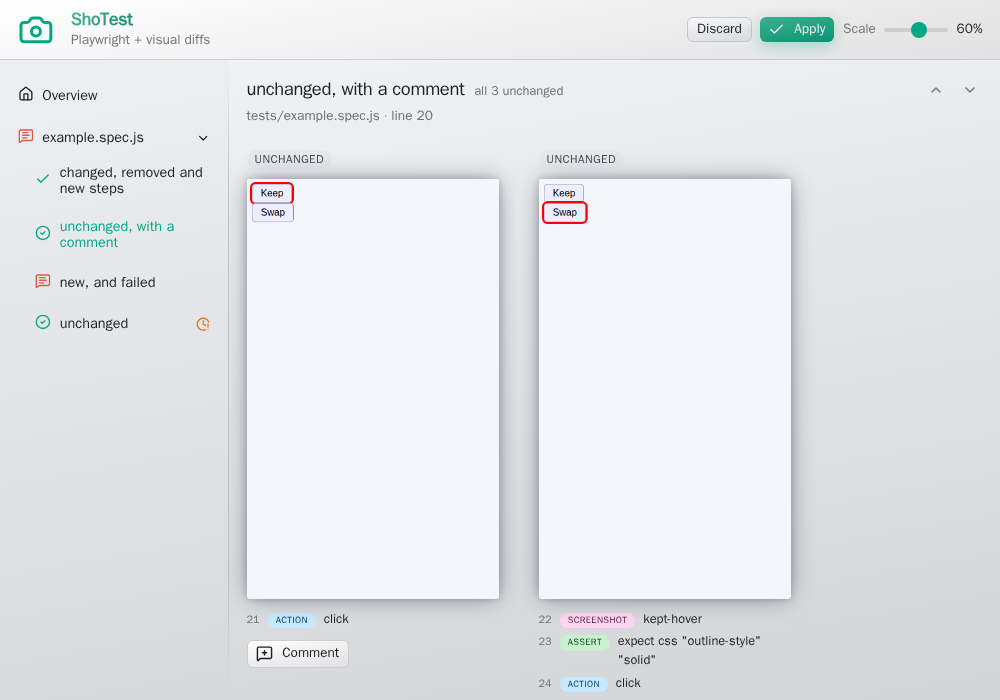 ShoTest
Playwright + visual diffs
Discard
Apply
Scale
60%
Overview
example.spec.js
changed, removed and
new steps
unchanged, with a
comment
new, and failed
unchanged
unchanged, with a comment all 3 unchanged
tests/example.spec.js · line 20
UNCHANGED
Keep
Swap
21 ACTION click
Comment
UNCHANGED
Keep
Swap
22 SCREENSHOT kept-hover
23 ASSERT expect css "outline-style"
"solid"
24 ACTION click